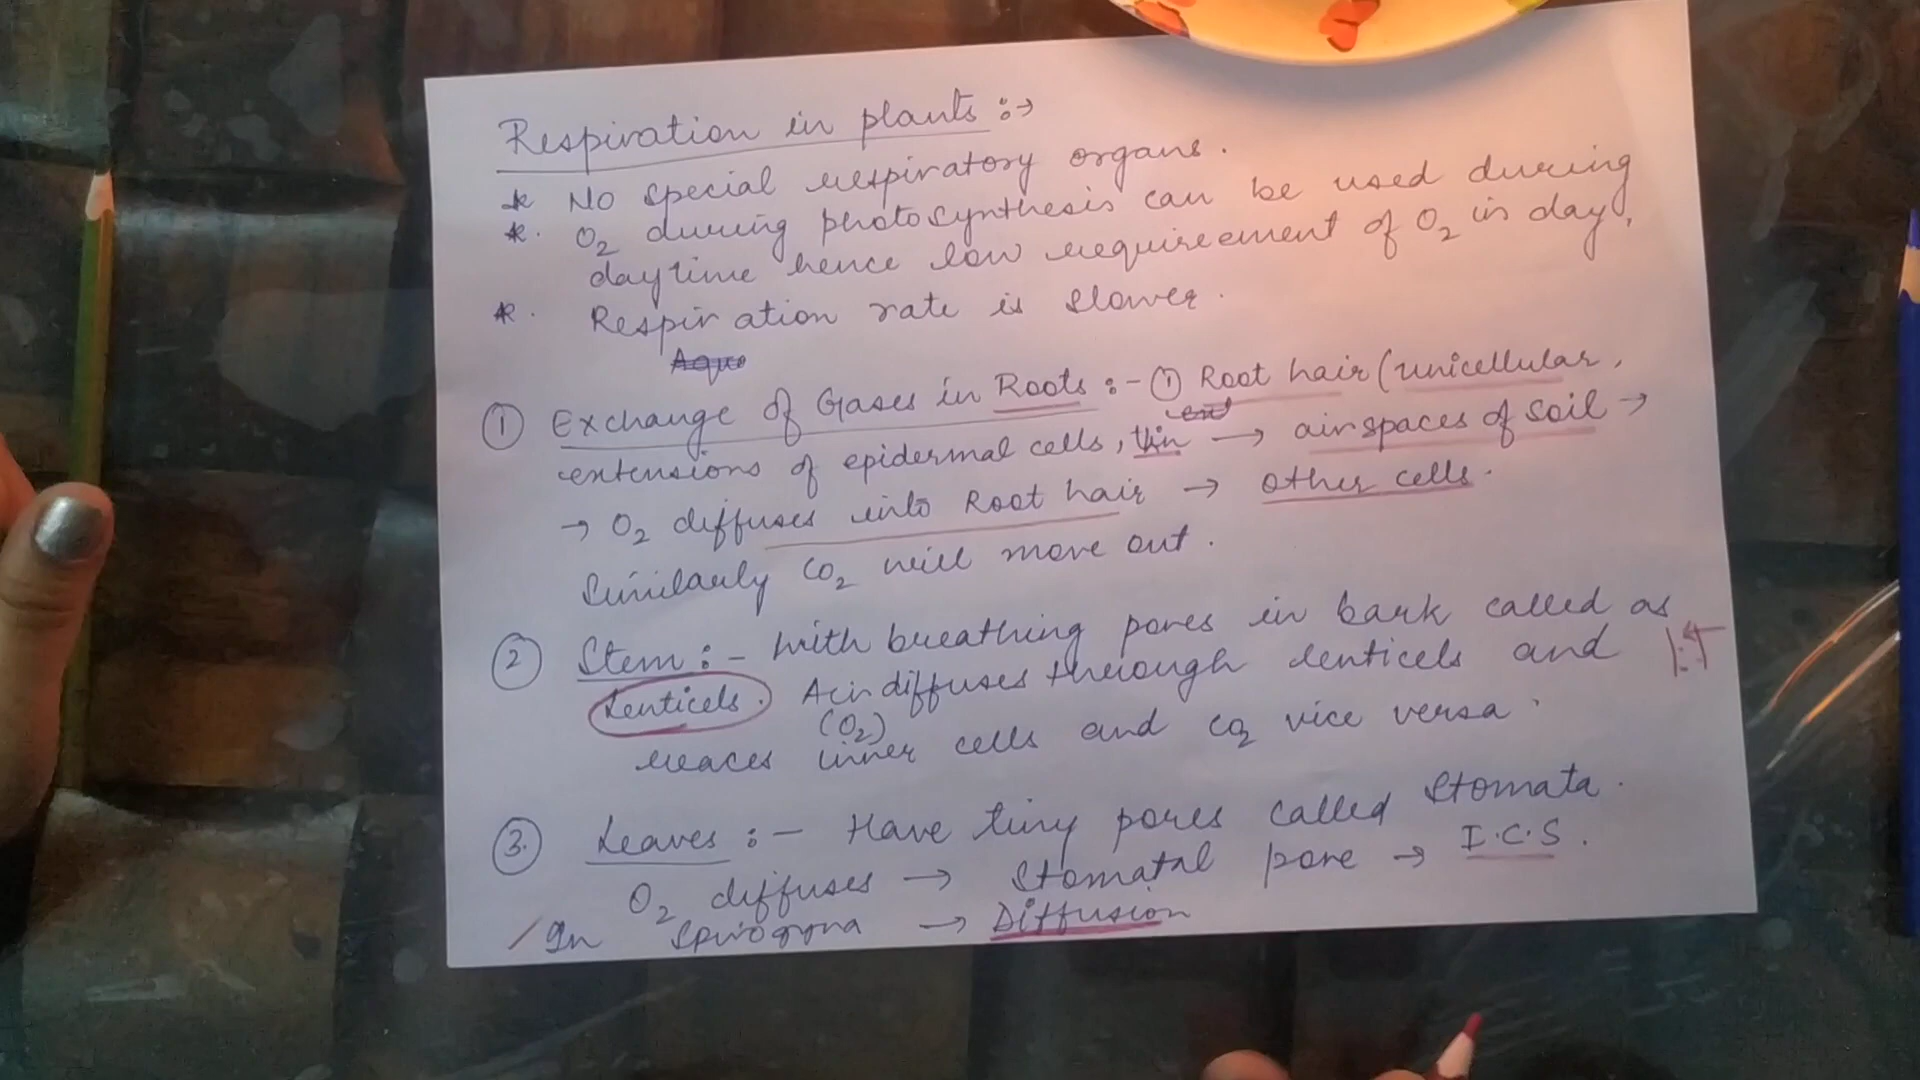 Respiration in plants :→
* No special respiratory organs.
*. O2 during photosynthesis can be used during
daytime hence low requirement of O2 in day,
*. Respiration rate is slower.
① Exchange of Gases in Roots :- ① Root hair (unicellular,
extensions of epidermal cells, thin → airspaces of soil →
→ O2 diffuses into Root hair → other cells.
Similarly CO2 will move out.
② Stem :- With breathing pores in bark called as
Lenticels. Air diffuses through lenticels and
(O2)
reaces inner cells and CO2 vice versa.
③. Leaves :- Have tiny pores called Stomata.
O2 diffuses → Stomatal pore → I.C.S.
In Spirogyra → Diffusion